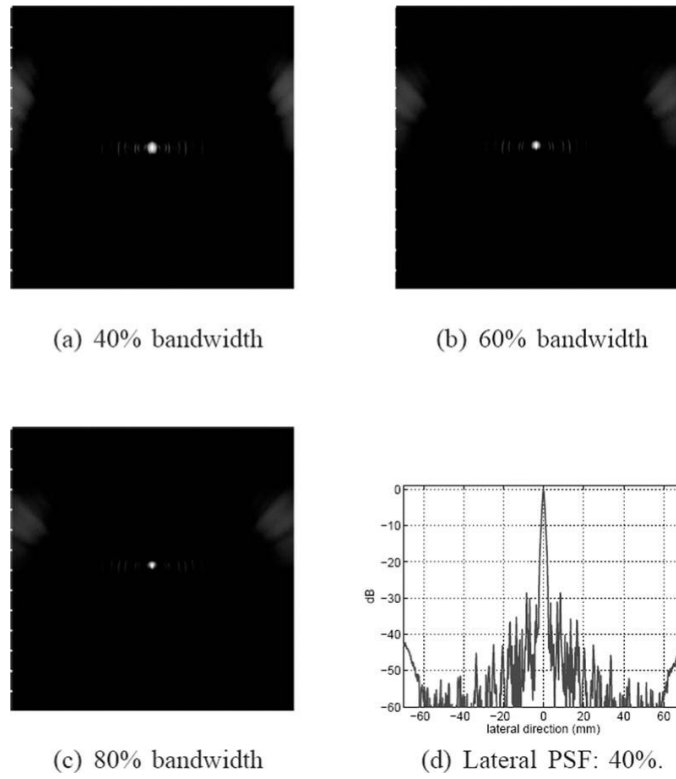 (a) 40% bandwidth
(b) 60% bandwidth
(c) 80% bandwidth
0
−10
−20
−30
−40
−50
−60
dB
−60 −40 −20 0 20 40 60
lateral direction (mm)
(d) Lateral PSF: 40%.